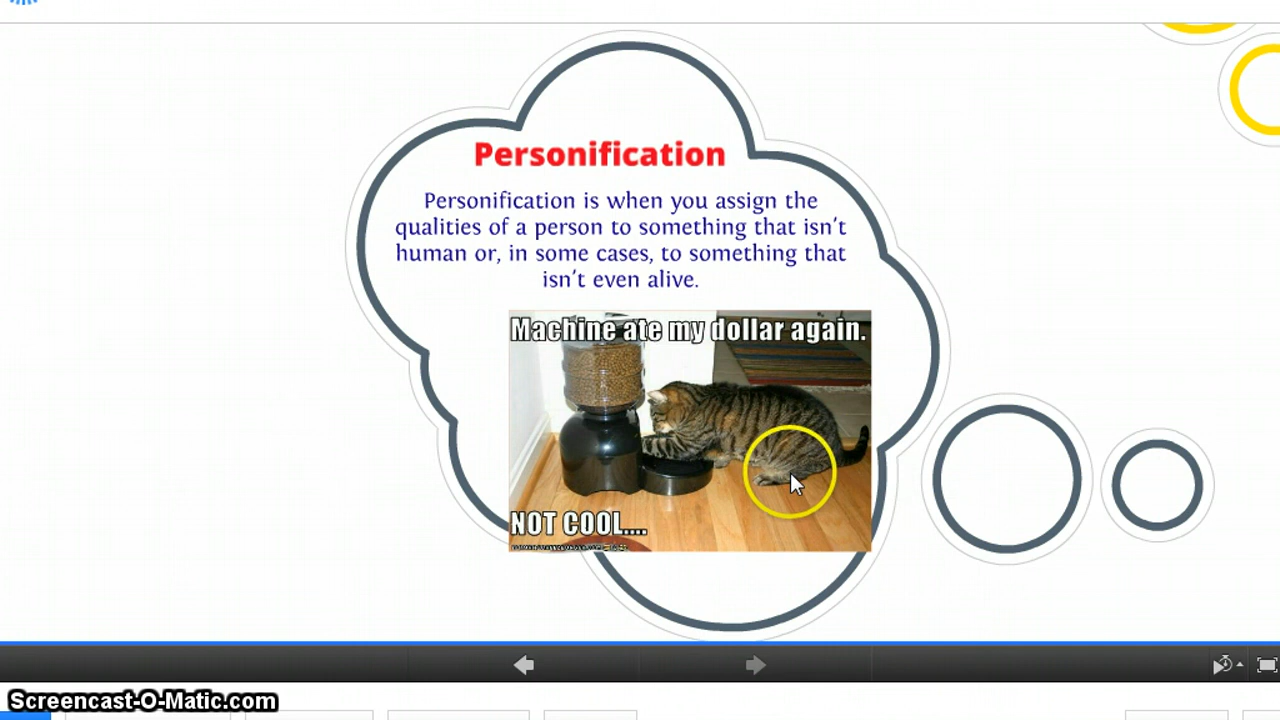 Personification
Personification is when you assign the
qualities of a person to something that isn't
human or, in some cases, to something that
isn't even alive.
Machine ate my dollar again.
NOT COOL....
Screencast-O-Matic.com